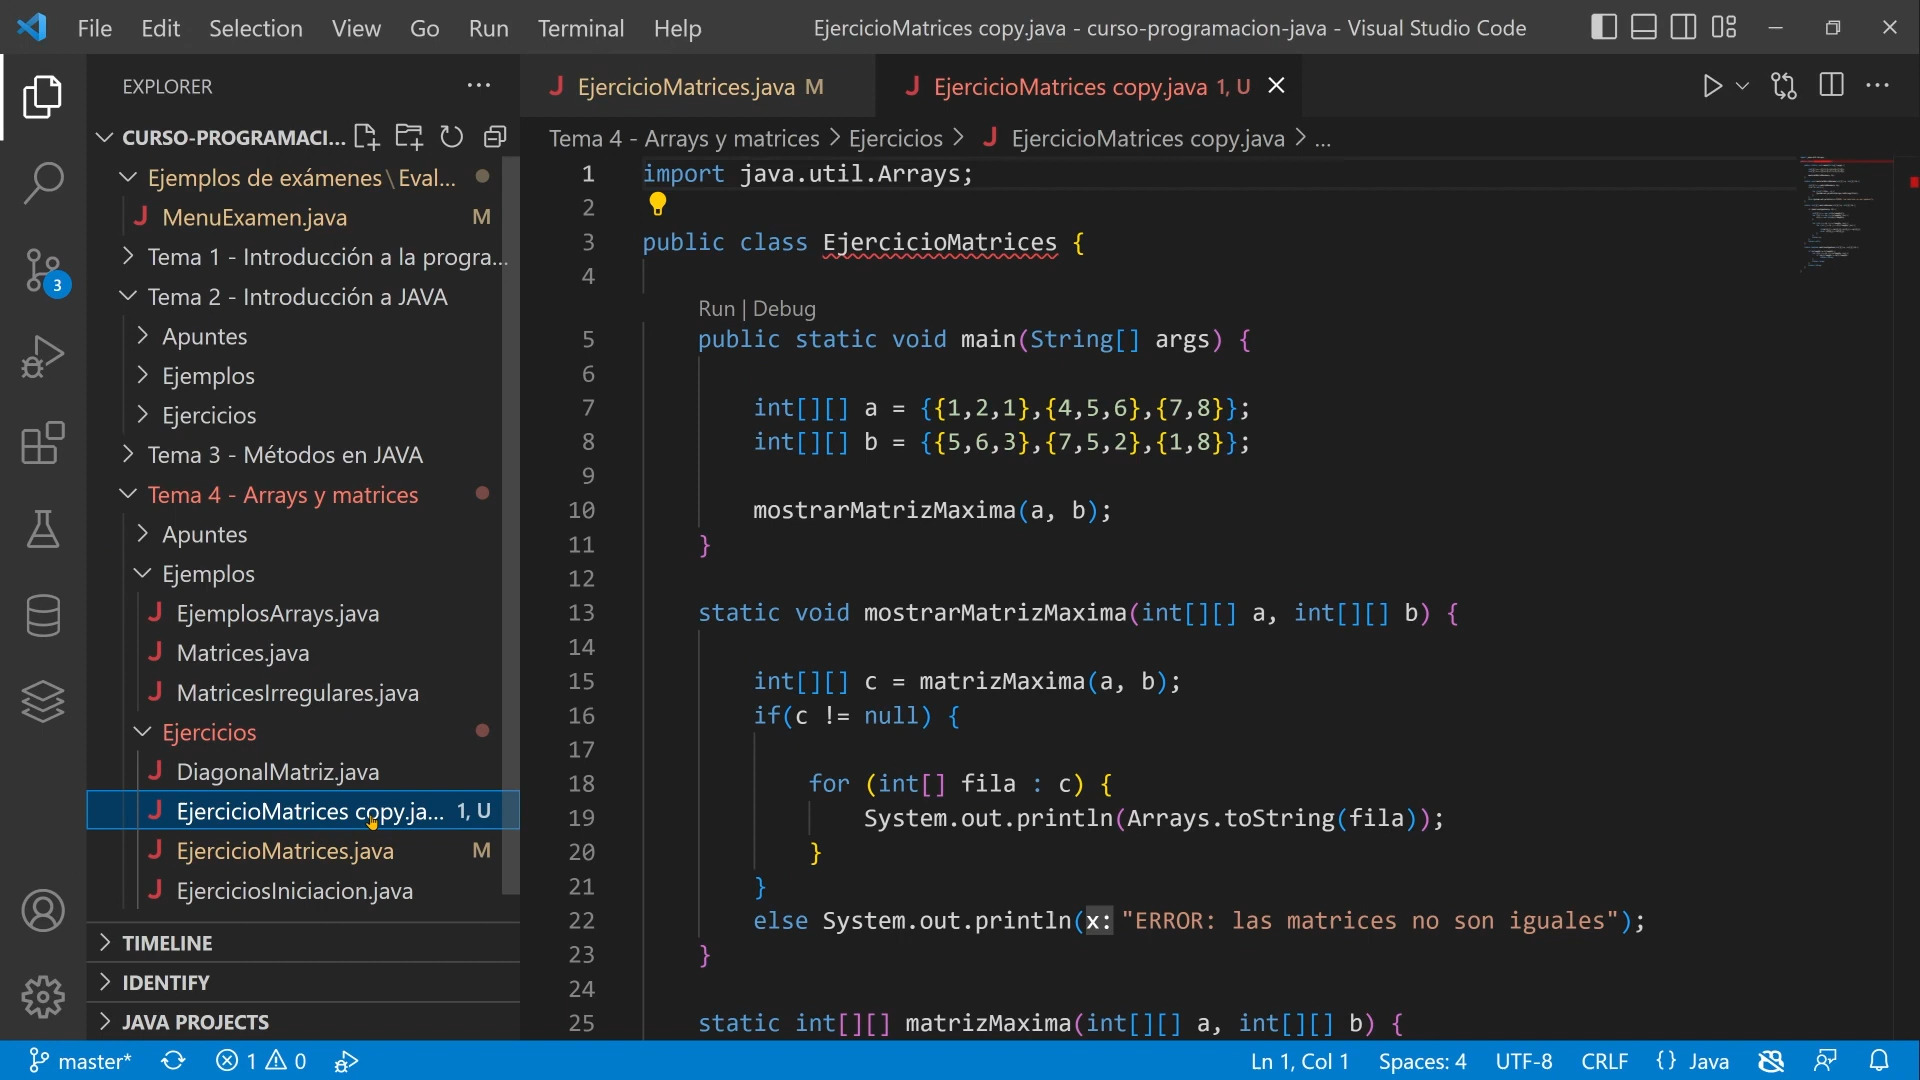 File Edit Selection View Go Run Terminal Help
EjercicioMatrices copy.java - curso-programacion-java - Visual Studio Code
EXPLORER
CURSO-PROGRAMACI...
Ejemplos de exámenes\Eval...
MenuExamen.java M
Tema 1 - Introducción a la progra...
Tema 2 - Introducción a JAVA
Apuntes
Ejemplos
Ejercicios
Tema 3 - Métodos en JAVA
Tema 4 - Arrays y matrices
Apuntes
Ejemplos
EjemplosArrays.java
Matrices.java
MatricesIrregulares.java
Ejercicios
DiagonalMatriz.java
EjercicioMatrices copy.ja... 1, U
EjercicioMatrices.java M
EjerciciosIniciacion.java
TIMELINE
IDENTIFY
JAVA PROJECTS
3
EjercicioMatrices.java M
EjercicioMatrices copy.java 1, U
Tema 4 - Arrays y matrices > Ejercicios > EjercicioMatrices copy.java > ...
1 import java.util.Arrays;
2
3 public class EjercicioMatrices {
4
Run | Debug
5 public static void main(String[] args) {
6
7 int[][] a = {{1,2,1},{4,5,6},{7,8}};
8 int[][] b = {{5,6,3},{7,5,2},{1,8}};
9
10 mostrarMatrizMaxima(a, b);
11 }
12
13 static void mostrarMatrizMaxima(int[][] a, int[][] b) {
14
15 int[][] c = matrizMaxima(a, b);
16 if(c != null) {
17
18 for (int[] fila : c) {
19 System.out.println(Arrays.toString(fila));
20 }
21 }
22 else System.out.println(x: "ERROR: las matrices no son iguales");
23 }
24
25 static int[][] matrizMaxima(int[][] a, int[][] b) {
master* 1 0
Ln 1, Col 1 Spaces: 4 UTF-8 CRLF {} Java